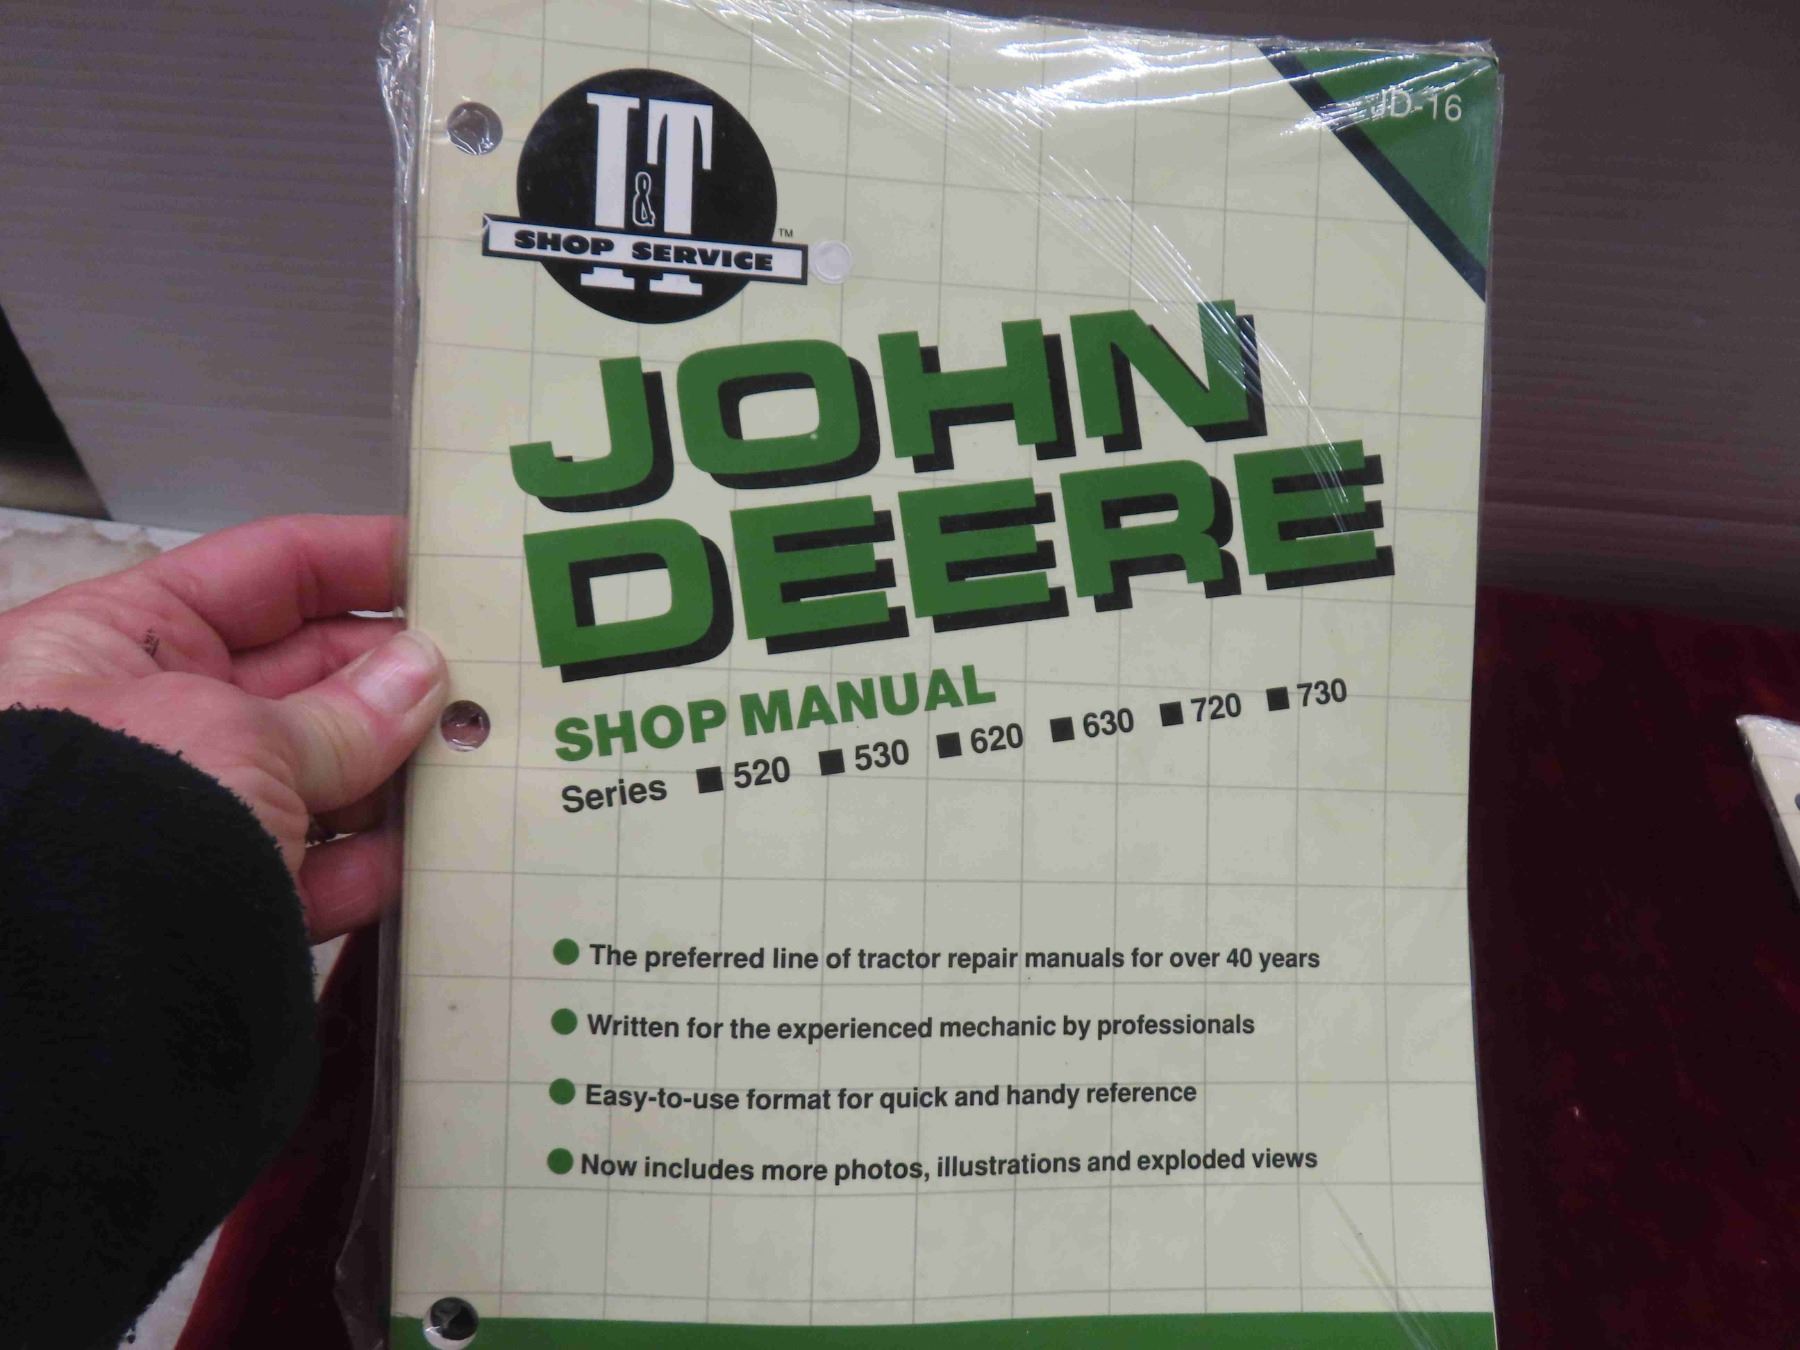 JD-16
I&T
SHOP SERVICE
™
JOHN
DEERE
SHOP MANUAL
Series ■ 520 ■ 530 ■ 620 ■ 630 ■ 720 ■ 730
● The preferred line of tractor repair manuals for over 40 years
● Written for the experienced mechanic by professionals
● Easy-to-use format for quick and handy reference
● Now includes more photos, illustrations and exploded views